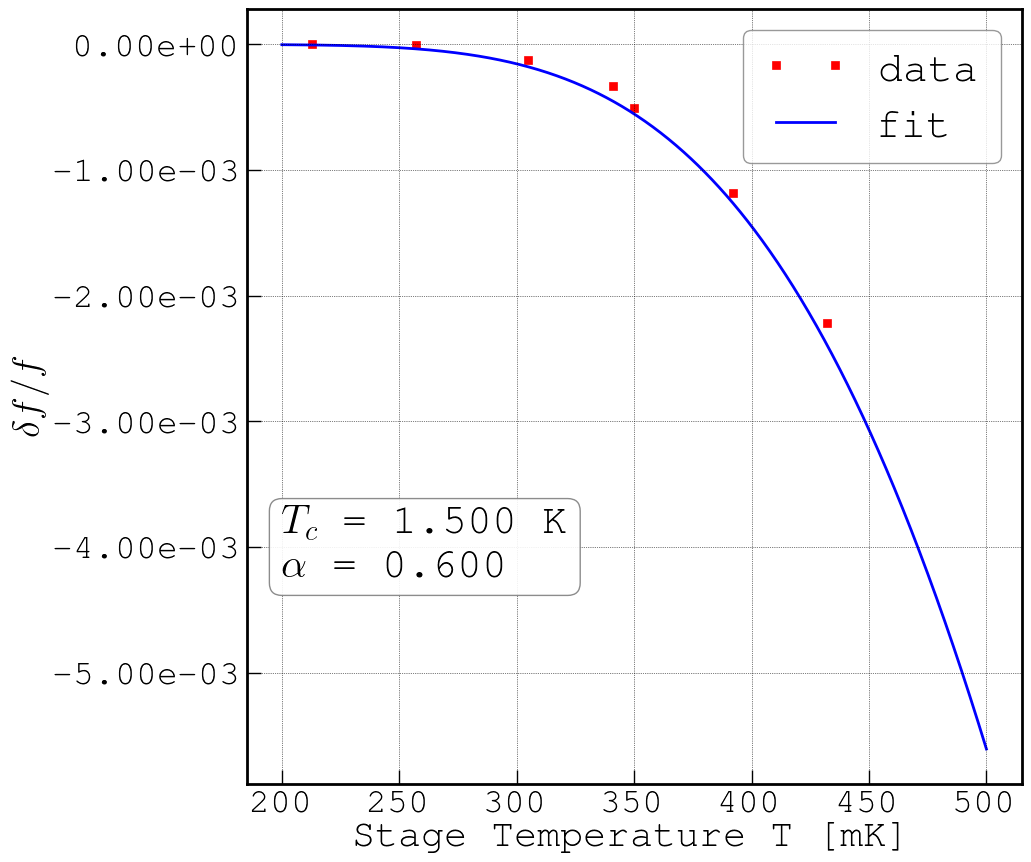 0.00e+00
-1.00e-03
-2.00e-03
-3.00e-03
-4.00e-03
-5.00e-03
δf/f
data
fit
T_c = 1.500 K
α = 0.600
200 250 300 350 400 450 500
Stage Temperature T [mK]